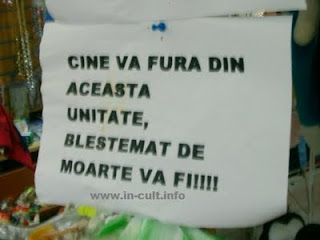 CINE VA FURA DIN
ACEASTA
UNITATE,
BLESTEMAT DE
MOARTE VA FI!!!!!
www.in-cult.info